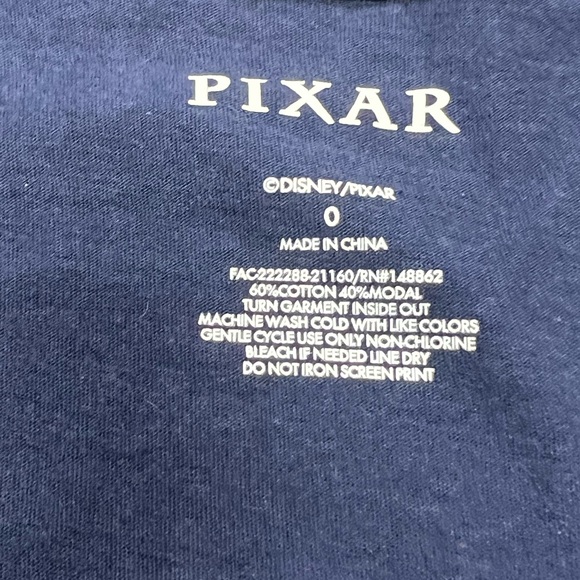 PIXAR
©DISNEY/PIXAR
0
MADE IN CHINA
FAC-222288-21160/RN#148862
60%COTTON 40%MODAL
TURN GARMENT INSIDE OUT
MACHINE WASH COLD WITH LIKE COLORS
GENTLE CYCLE USE ONLY NON-CHLORINE
BLEACH IF NEEDED LINE DRY
DO NOT IRON SCREEN PRINT